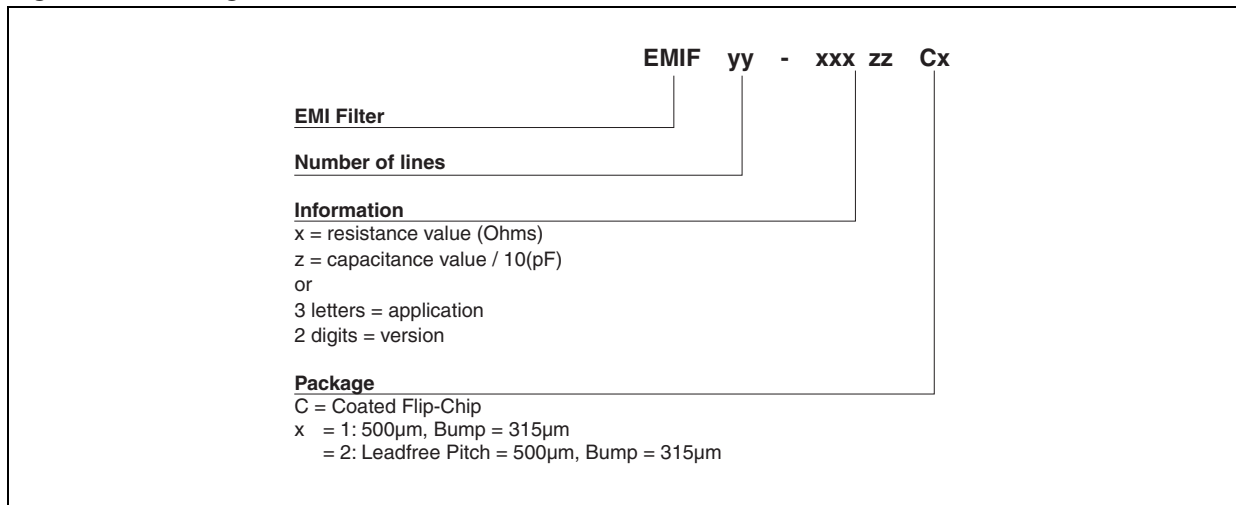 EMIF yy - xxx zz Cx
EMI Filter
Number of lines
Information
x = resistance value (Ohms)
z = capacitance value / 10(pF)
or
3 letters = application
2 digits = version
Package
C = Coated Flip-Chip
x = 1: 500µm, Bump = 315µm
= 2: Leadfree Pitch = 500µm, Bump = 315µm